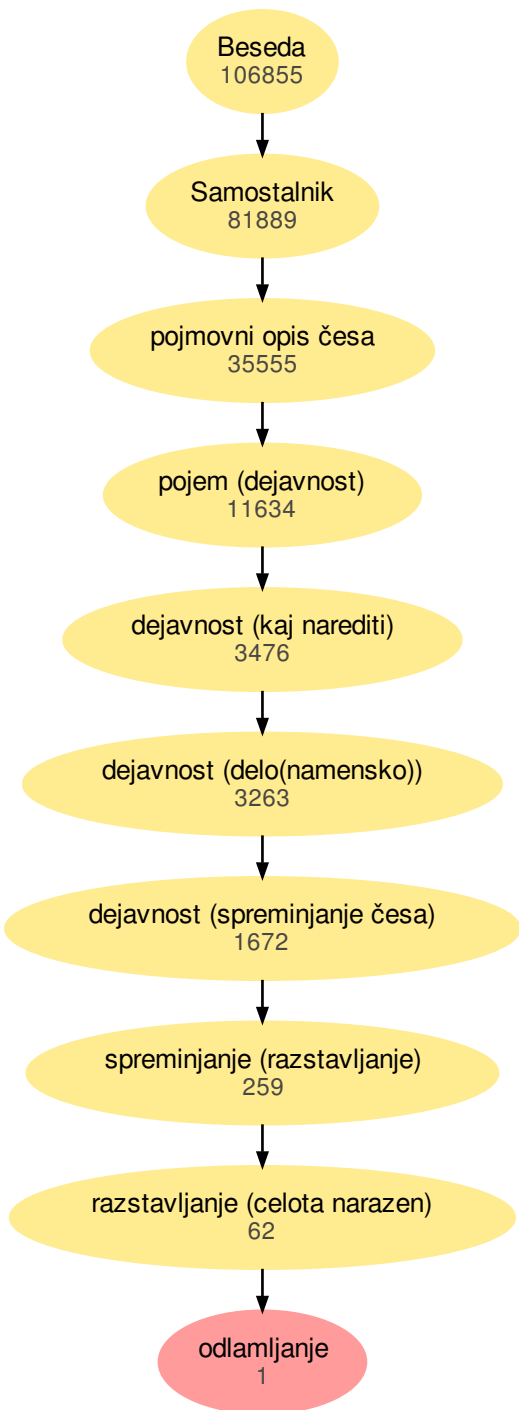 Beseda
106855
Samostalnik
81889
pojmovni opis česa
35555
pojem (dejavnost)
11634
dejavnost (kaj narediti)
3476
dejavnost (delo(namensko))
3263
dejavnost (spreminjanje česa)
1672
spreminjanje (razstavljanje)
259
razstavljanje (celota narazen)
62
odlamljanje
1